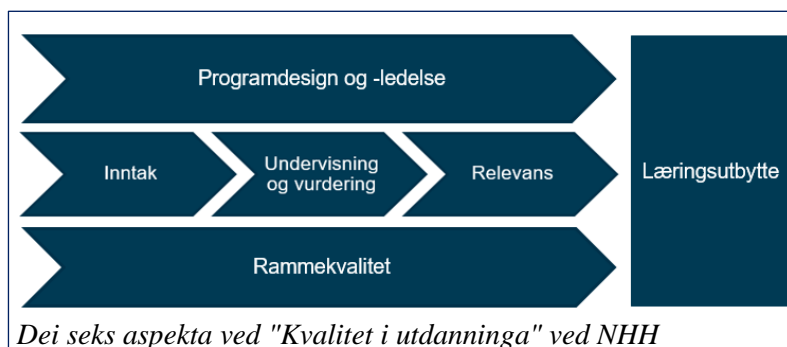 Programdesign og -ledelse
Inntak
Undervisning
og vurdering
Relevans
Læringsutbytte
Rammekvalitet
Dei seks aspekta ved "Kvalitet i utdanninga" ved NHH